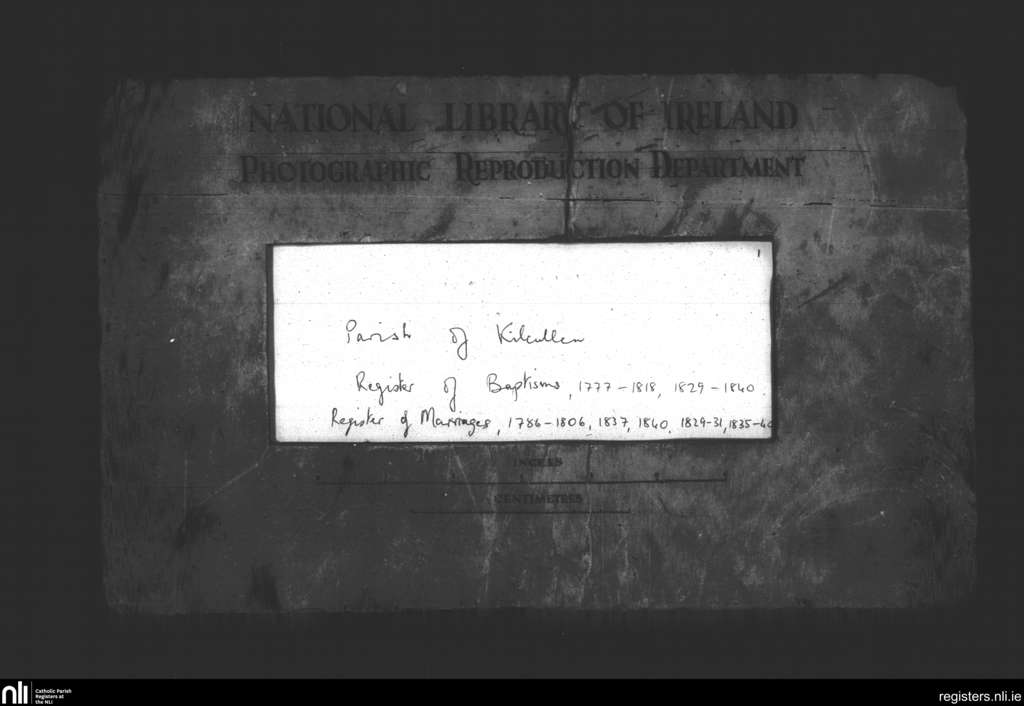 NATIONAL LIBRARY OF IRELAND
PHOTOGRAPHIC REPRODUCTION DEPARTMENT
1
Parish of Kilcullen
Register of Baptisms, 1777-1818, 1829-1840
Register of Marriages, 1786-1806, 1837, 1840, 1829-31, 1835-40
INCHES
CENTIMETRES
nli
Catholic Parish
Registers at
the NLI
registers.nli.ie